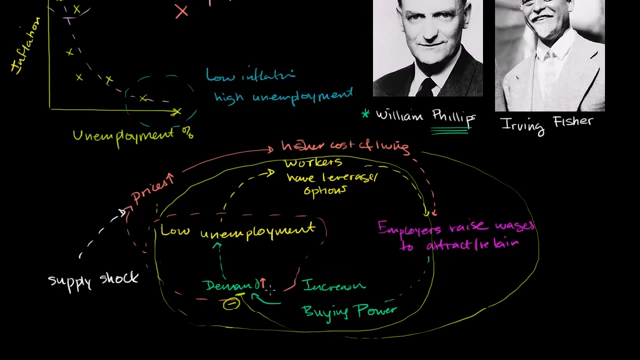 Inflation
Low inflatin
high unemployment
Unemployment %
* William Phillips
Irving Fisher
higher cost of living
Prices↑
Workers
have leverage/
options
Low unemployment
Employers raise wages
to attract/retain
supply shock
Demand↑
Increase
Buying Power